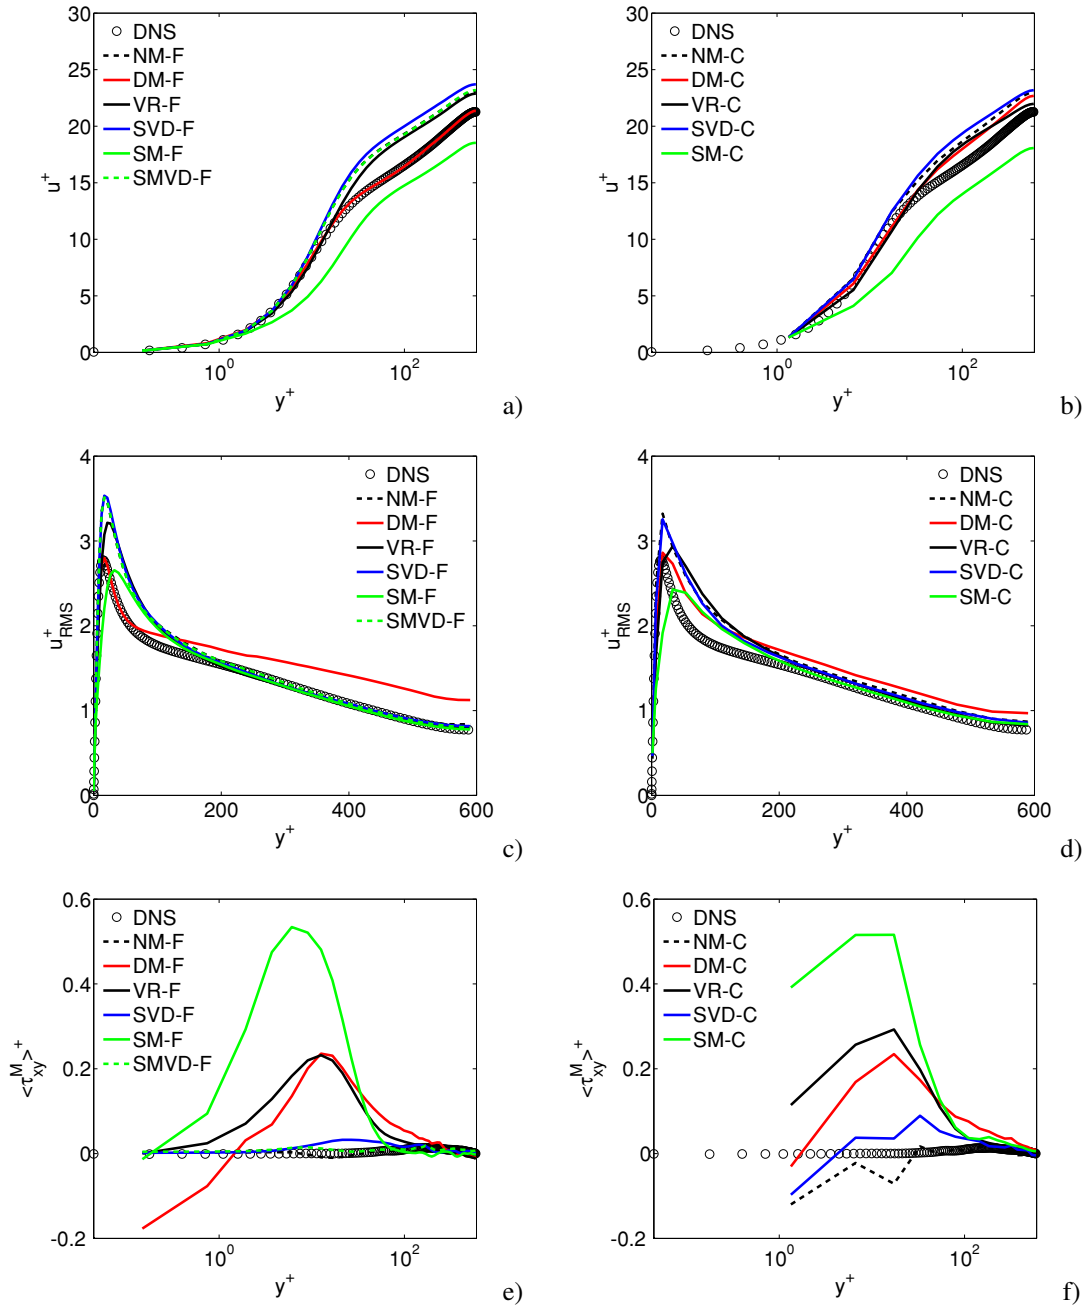 30
25
20
15
10
5
0
u+
DNS
NM-F
DM-F
VR-F
SVD-F
SM-F
SMVD-F
10^0
10^2
y+
a)
30
25
20
15
10
5
0
u+
DNS
NM-C
DM-C
VR-C
SVD-C
SM-C
10^0
10^2
y+
b)
4
3
2
1
0
u+RMS
DNS
NM-F
DM-F
VR-F
SVD-F
SM-F
SMVD-F
0 200 400 600
y+
c)
4
3
2
1
0
u+RMS
DNS
NM-C
DM-C
VR-C
SVD-C
SM-C
0 200 400 600
y+
d)
0.6
0.4
0.2
0
-0.2
<τ^M_xy>+
DNS
NM-F
DM-F
VR-F
SVD-F
SM-F
SMVD-F
10^0
10^2
y+
e)
0.6
0.4
0.2
0
-0.2
<τ^M_xy>+
DNS
NM-C
DM-C
VR-C
SVD-C
SM-C
10^0
10^2
y+
f)